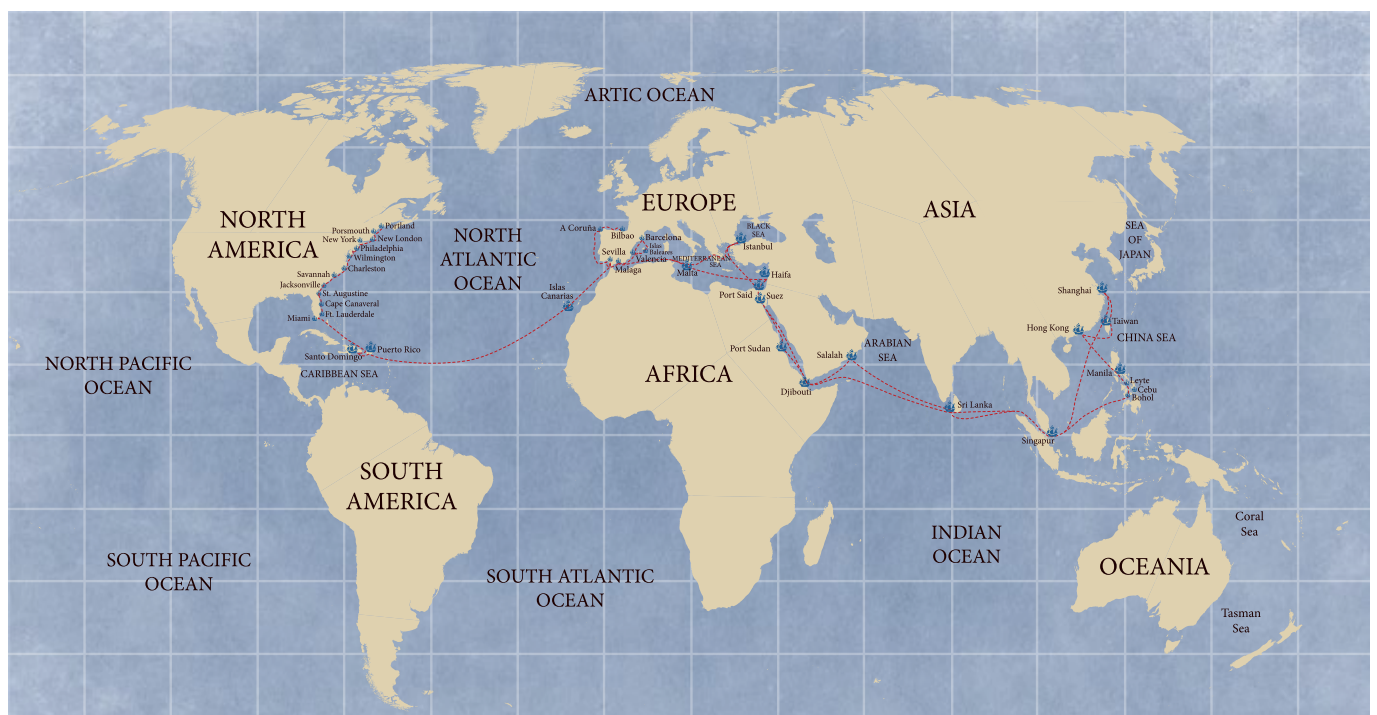 ARTIC OCEAN
EUROPE
ASIA
NORTH
AMERICA
Portland
Porsmouth
New York
New London
Philadelphia
Wilmington
Charleston
Savannah
Jacksonville
St. Augustine
Cape Canaveral
Ft. Lauderdale
Miami
Santo Domingo
Puerto Rico
CARIBBEAN SEA
NORTH
ATLANTIC
OCEAN
A Coruña
Bilbao
Barcelona
Islas
Baleares
Valencia
Sevilla
Malaga
Islas
Canarias
MEDITERRANEAN
SEA
Malta
BLACK
SEA
Istanbul
Haifa
Port Said
Suez
Port Sudan
Salalah
ARABIAN
SEA
Djibouti
AFRICA
Sri Lanka
Singapur
SEA
OF
JAPAN
Shanghai
Taiwan
Hong Kong
CHINA SEA
Manila
Leyte
Cebu
Bohol
NORTH PACIFIC
OCEAN
SOUTH
AMERICA
SOUTH PACIFIC
OCEAN
SOUTH ATLANTIC
OCEAN
INDIAN
OCEAN
OCEANIA
Coral
Sea
Tasman
Sea